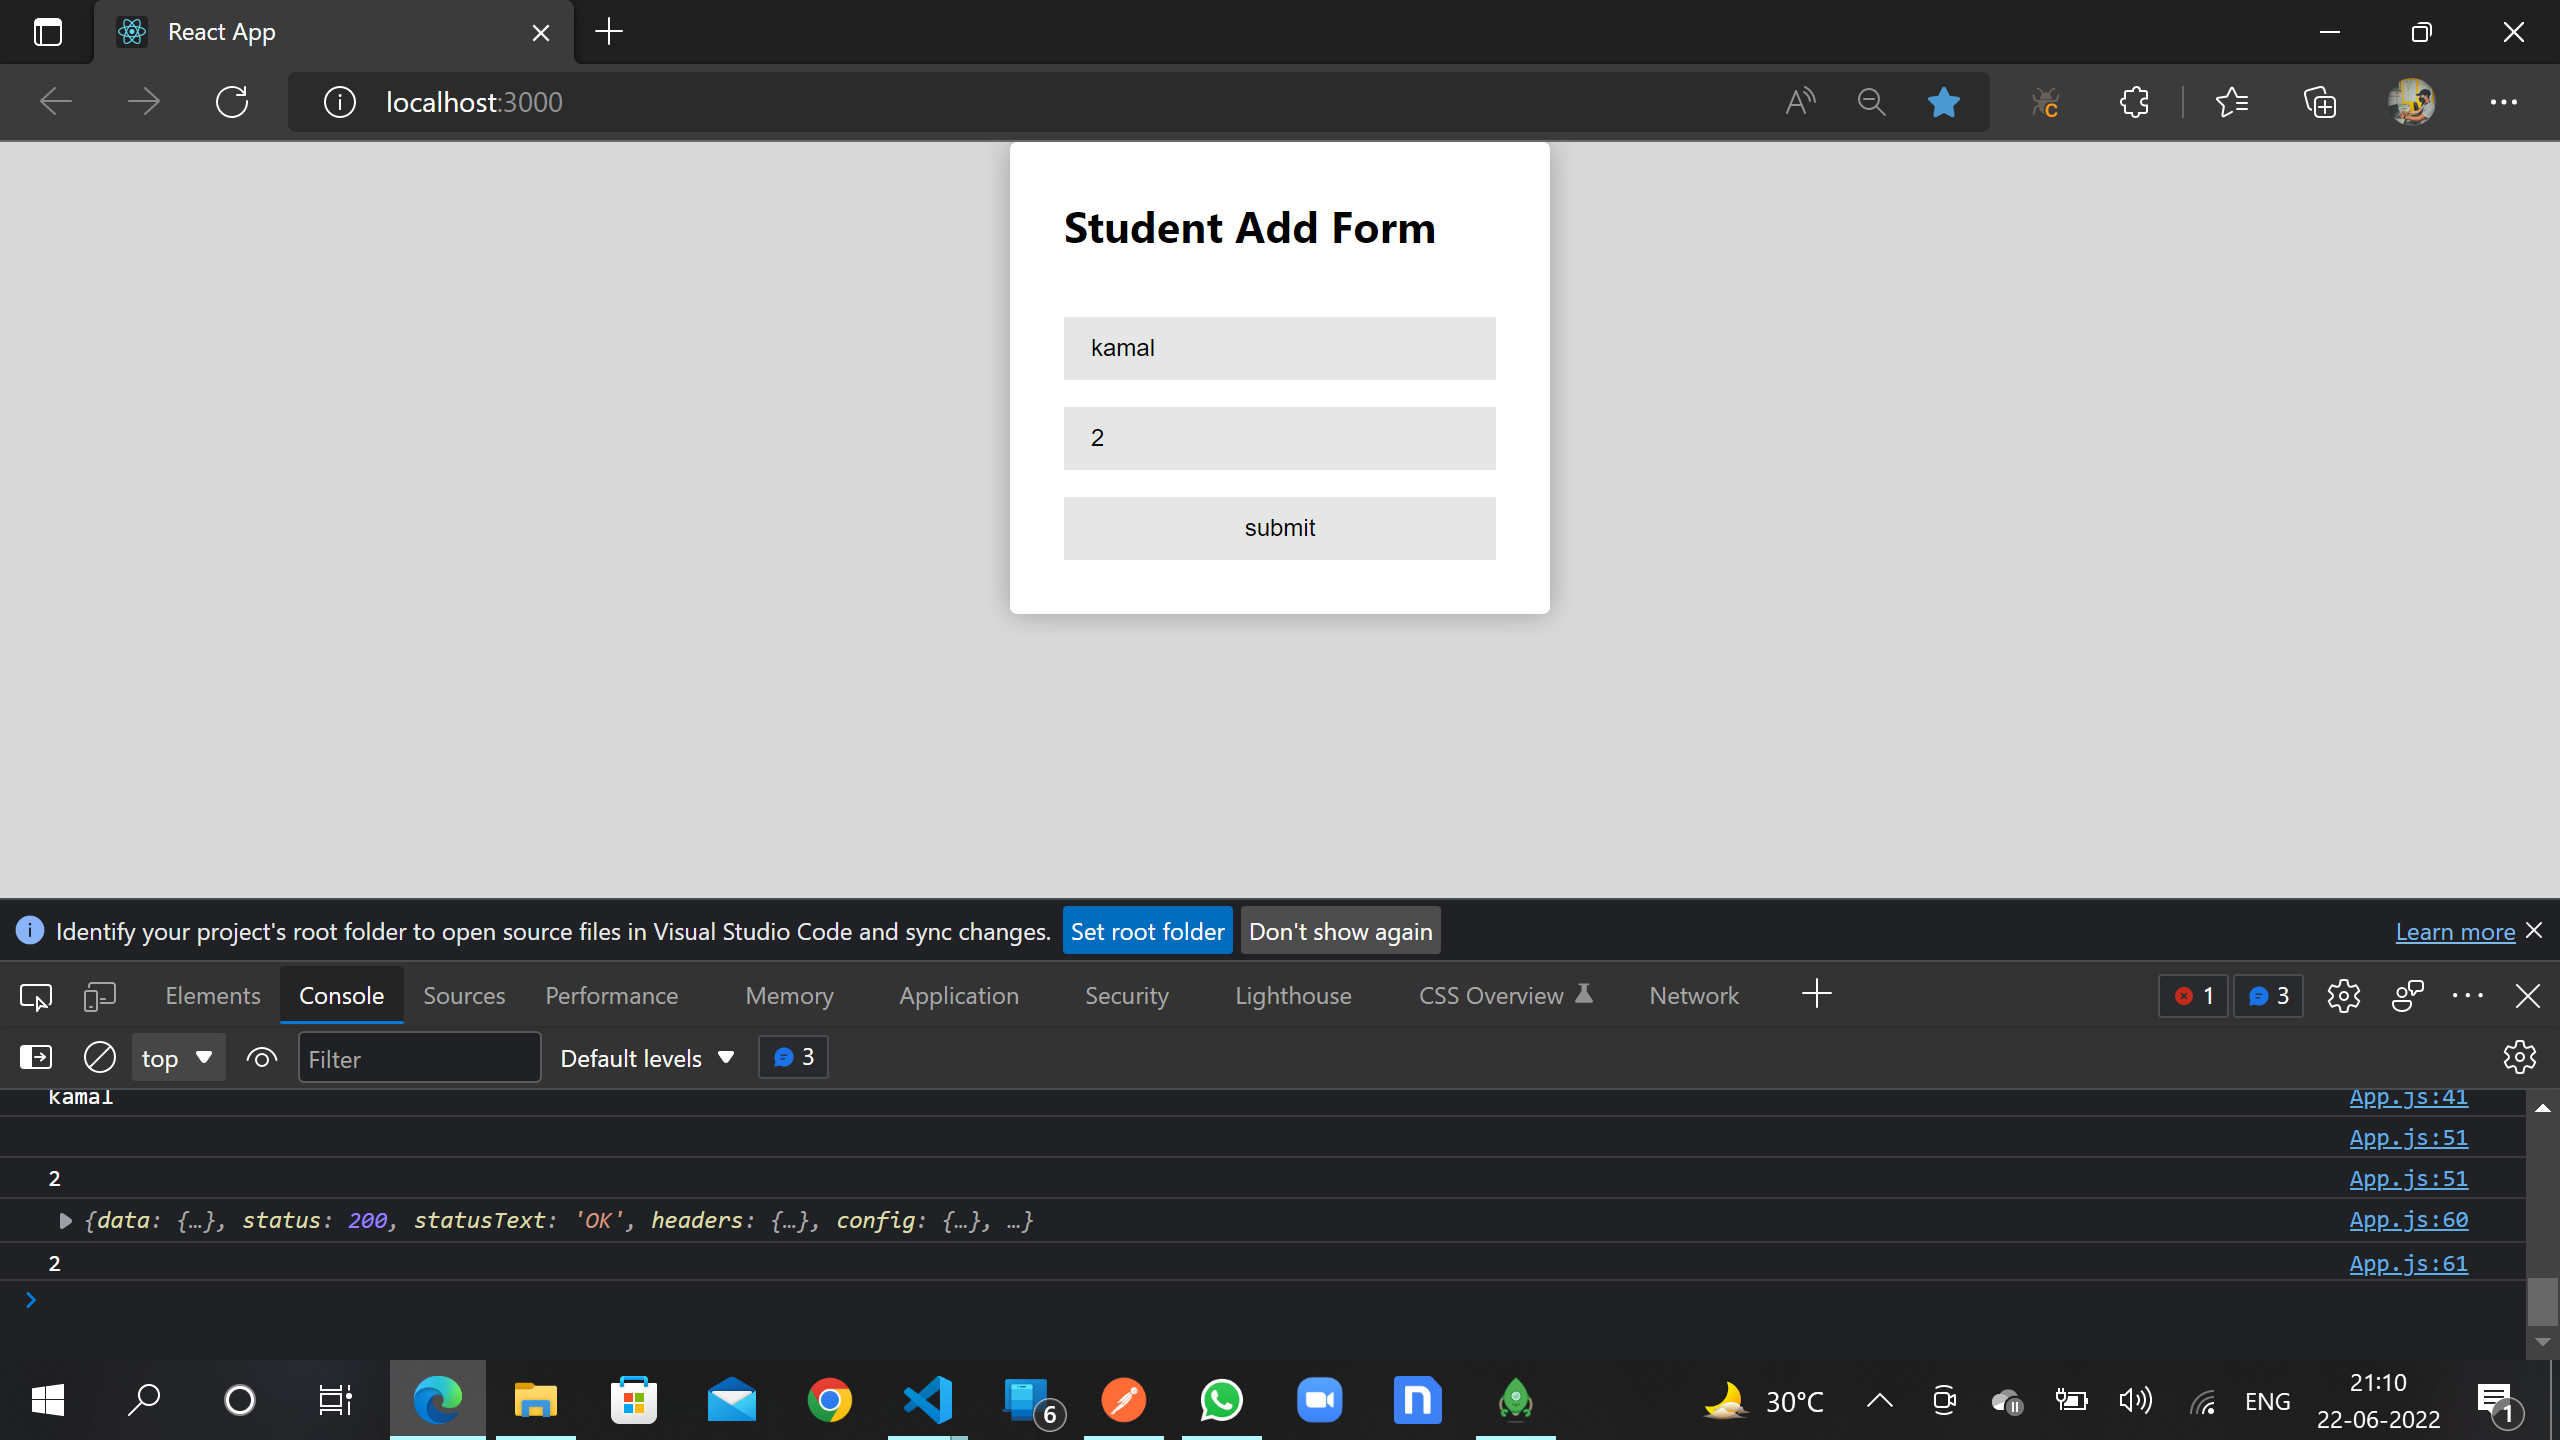 React App
localhost:3000
Student Add Form
kamal
2
submit
Identify your project's root folder to open source files in Visual Studio Code and sync changes. Set root folder Don't show again Learn more
Elements Console Sources Performance Memory Application Security Lighthouse CSS Overview Network 1 3
top Filter Default levels 3
kamal App.js:41
App.js:51
2 App.js:51
{data: {…}, status: 200, statusText: 'OK', headers: {…}, config: {…}, …} App.js:60
2 App.js:61
6 30°C ENG 21:10
22-06-2022 1